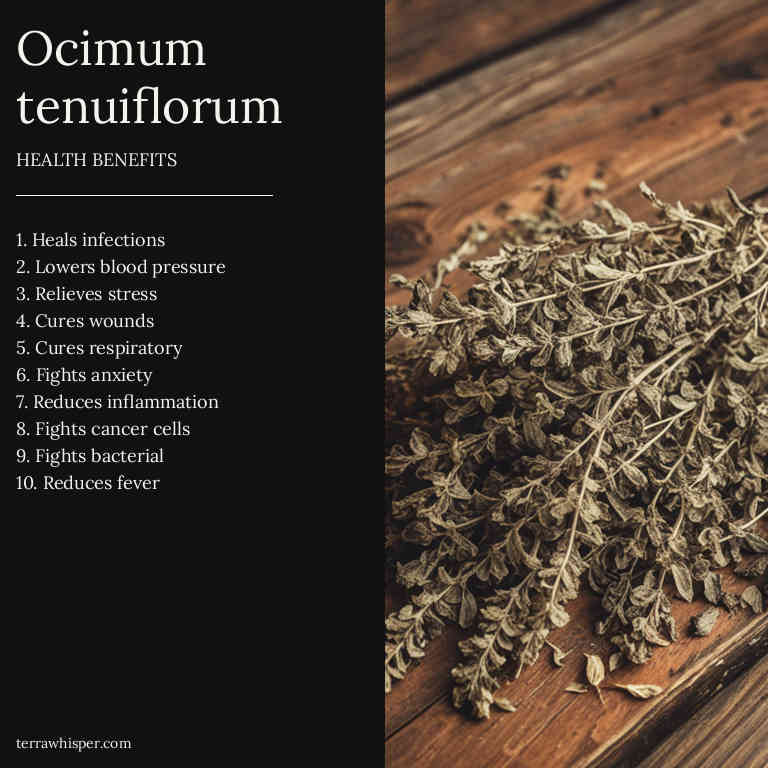 Ocimum
tenuiflorum
HEALTH BENEFITS
1. Heals infections
2. Lowers blood pressure
3. Relieves stress
4. Cures wounds
5. Cures respiratory
6. Fights anxiety
7. Reduces inflammation
8. Fights cancer cells
9. Fights bacterial
10. Reduces fever
terrawhisper.com